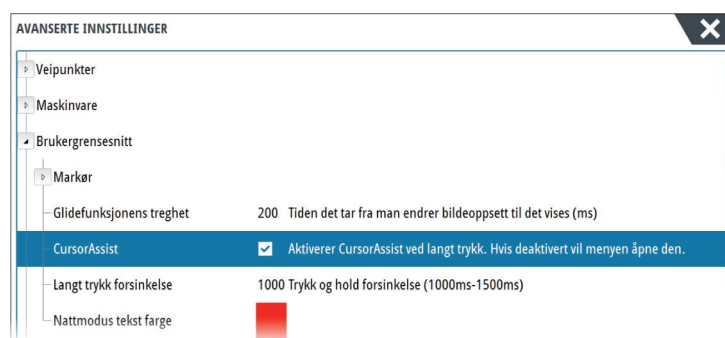 AVANSERTE INNSTILLINGER
Veipunkter
Maskinvare
Brukergrensesnitt
Markør
Glidefunksjonens treghet 200 Tiden det tar fra man endrer bildeoppsett til det vises (ms)
CursorAssist Aktiverer CursorAssist ved langt trykk. Hvis deaktivert vil menyen åpne den.
Langt trykk forsinkelse 1000 Trykk og hold forsinkelse (1000ms-1500ms)
Nattmodus tekst farge